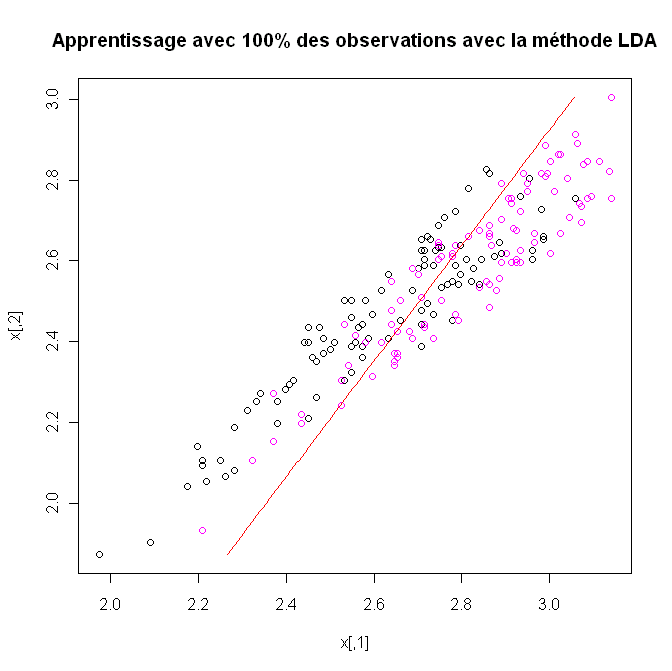 Apprentissage avec 100% des observations avec la méthode LDA
3.0
2.8
2.6
2.4
2.2
2.0
x[,2]
2.0 2.2 2.4 2.6 2.8 3.0
x[,1]